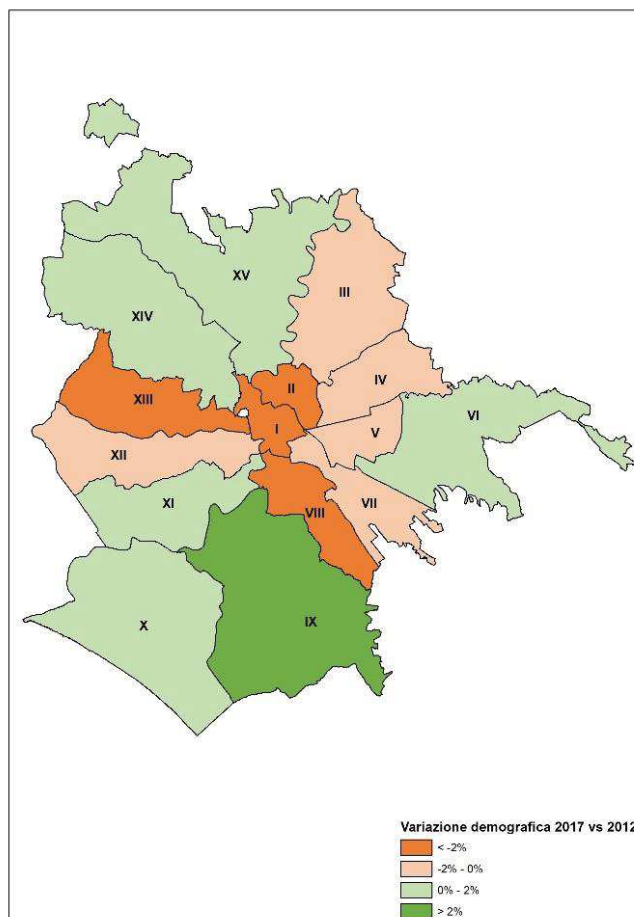 XV
III
XIV
IV
II
VI
XIII
I
V
XII
VII
XI
VIII
IX
X
Variazione demografica 2017 vs 2012
< -2%
-2% - 0%
0% - 2%
> 2%